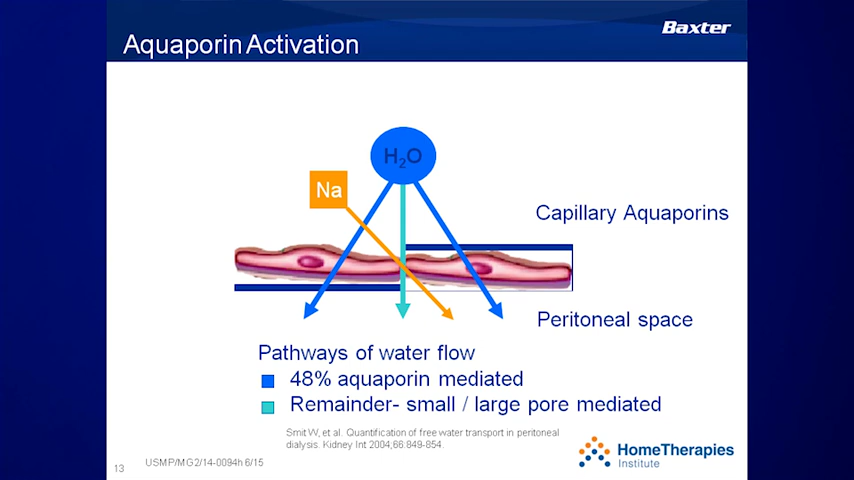 Baxter
Aquaporin Activation
H₂O
Na
Capillary Aquaporins
Peritoneal space
Pathways of water flow
48% aquaporin mediated
Remainder- small / large pore mediated
Smit W, et al. Quantification of free water transport in peritoneal
dialysis. Kidney Int 2004;66:849-854.
HomeTherapies
Institute
13
USMP/MG2/14-0094h 6/15